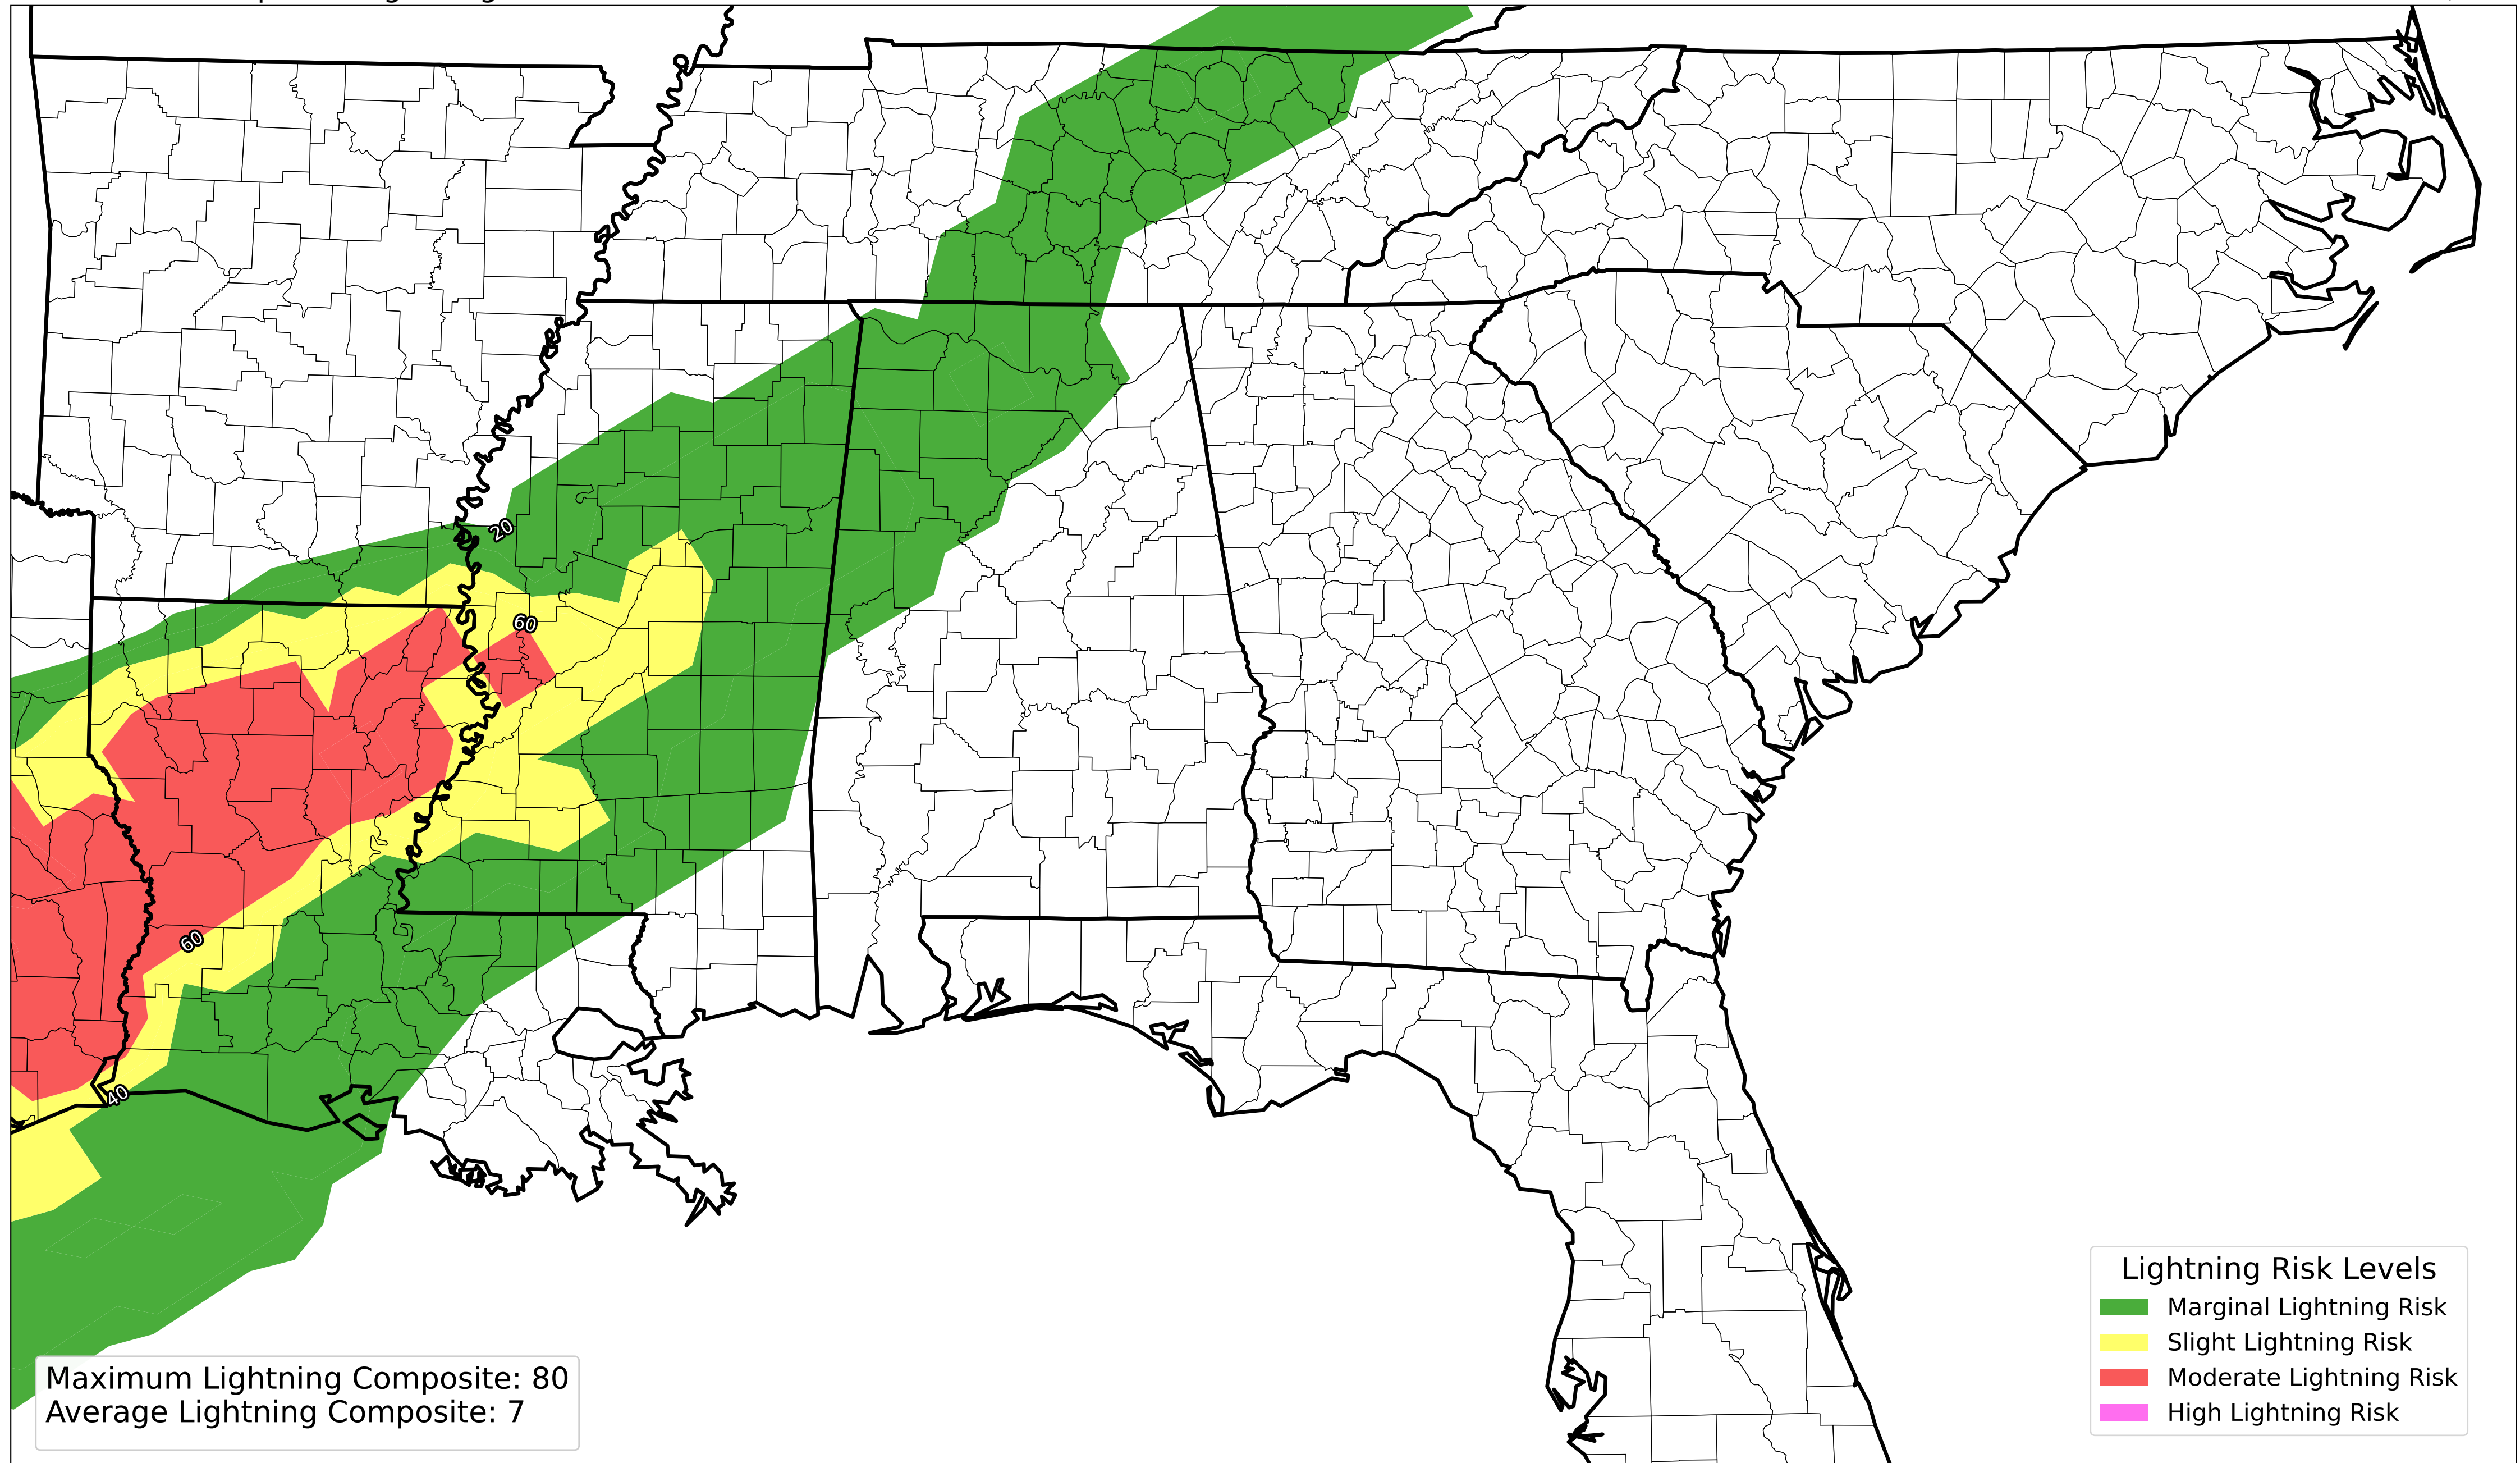 20
60
60
40
Lightning Risk Levels
Marginal Lightning Risk
Slight Lightning Risk
Moderate Lightning Risk
High Lightning Risk
Maximum Lightning Composite: 80
Average Lightning Composite: 7